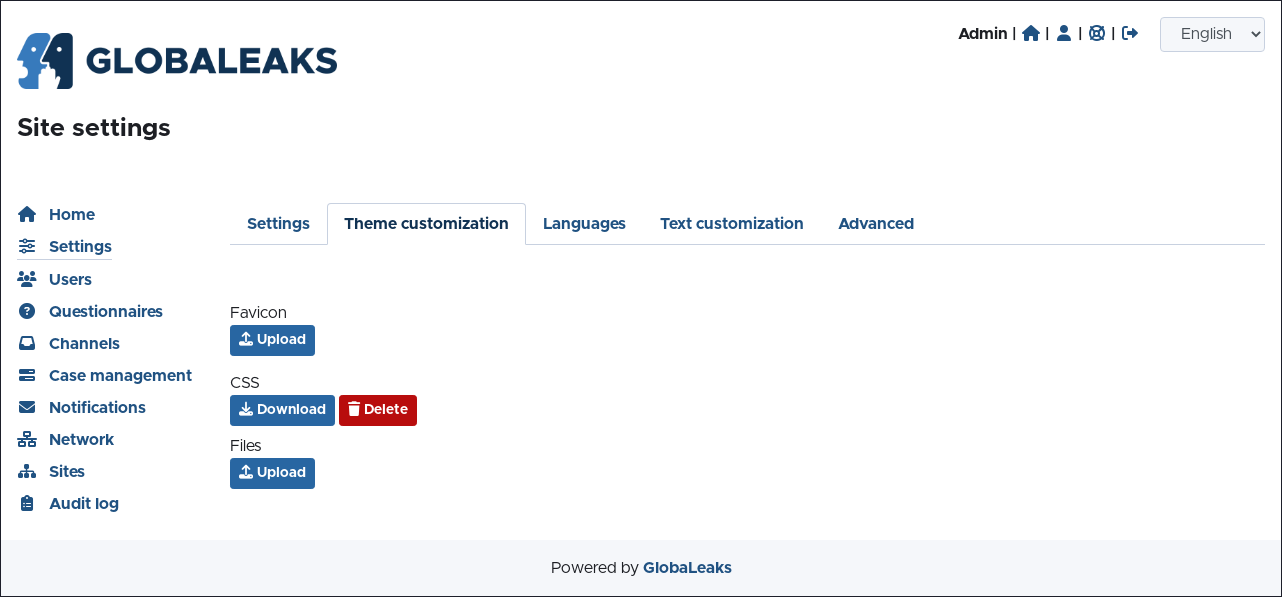 GLOBALEAKS
Admin | | | |
English
Site settings
Home
Settings
Users
Questionnaires
Channels
Case management
Notifications
Network
Sites
Audit log
Settings Theme customization Languages Text customization Advanced
Favicon
Upload
CSS
Download Delete
Files
Upload
Powered by GlobaLeaks